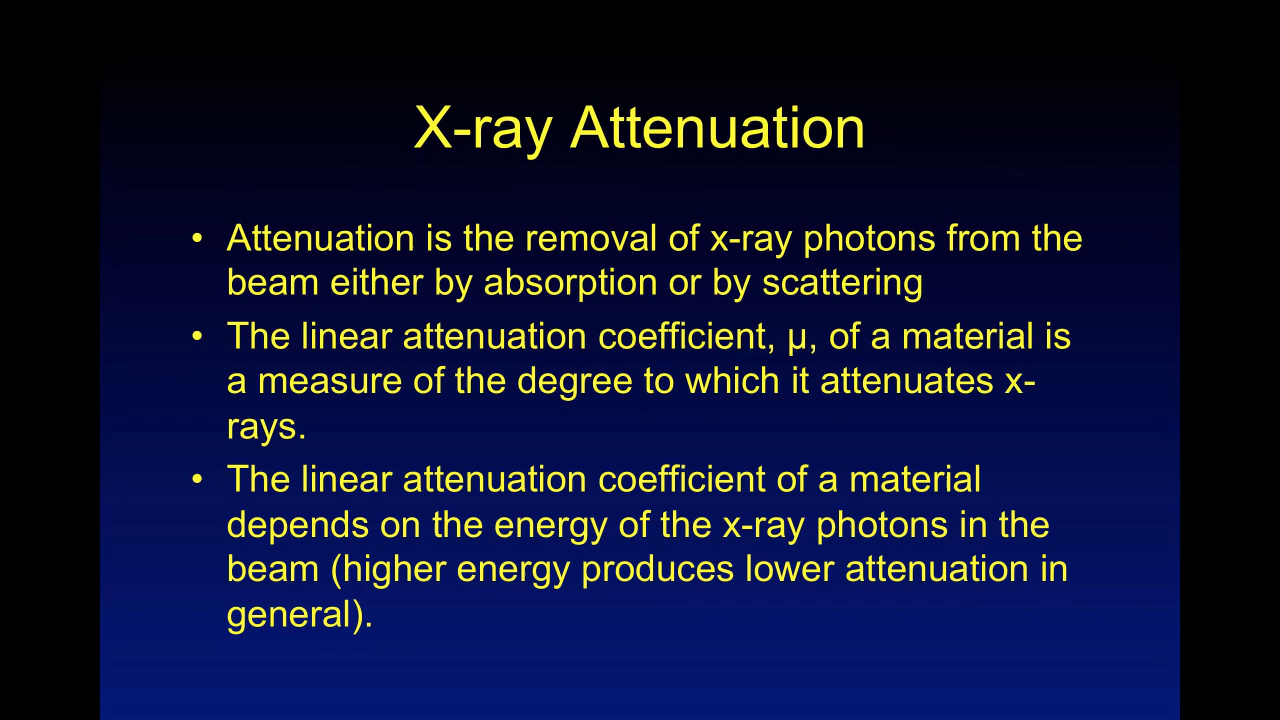 X-ray Attenuation
• Attenuation is the removal of x-ray photons from the
beam either by absorption or by scattering
• The linear attenuation coefficient, μ, of a material is
a measure of the degree to which it attenuates x-
rays.
• The linear attenuation coefficient of a material
depends on the energy of the x-ray photons in the
beam (higher energy produces lower attenuation in
general).